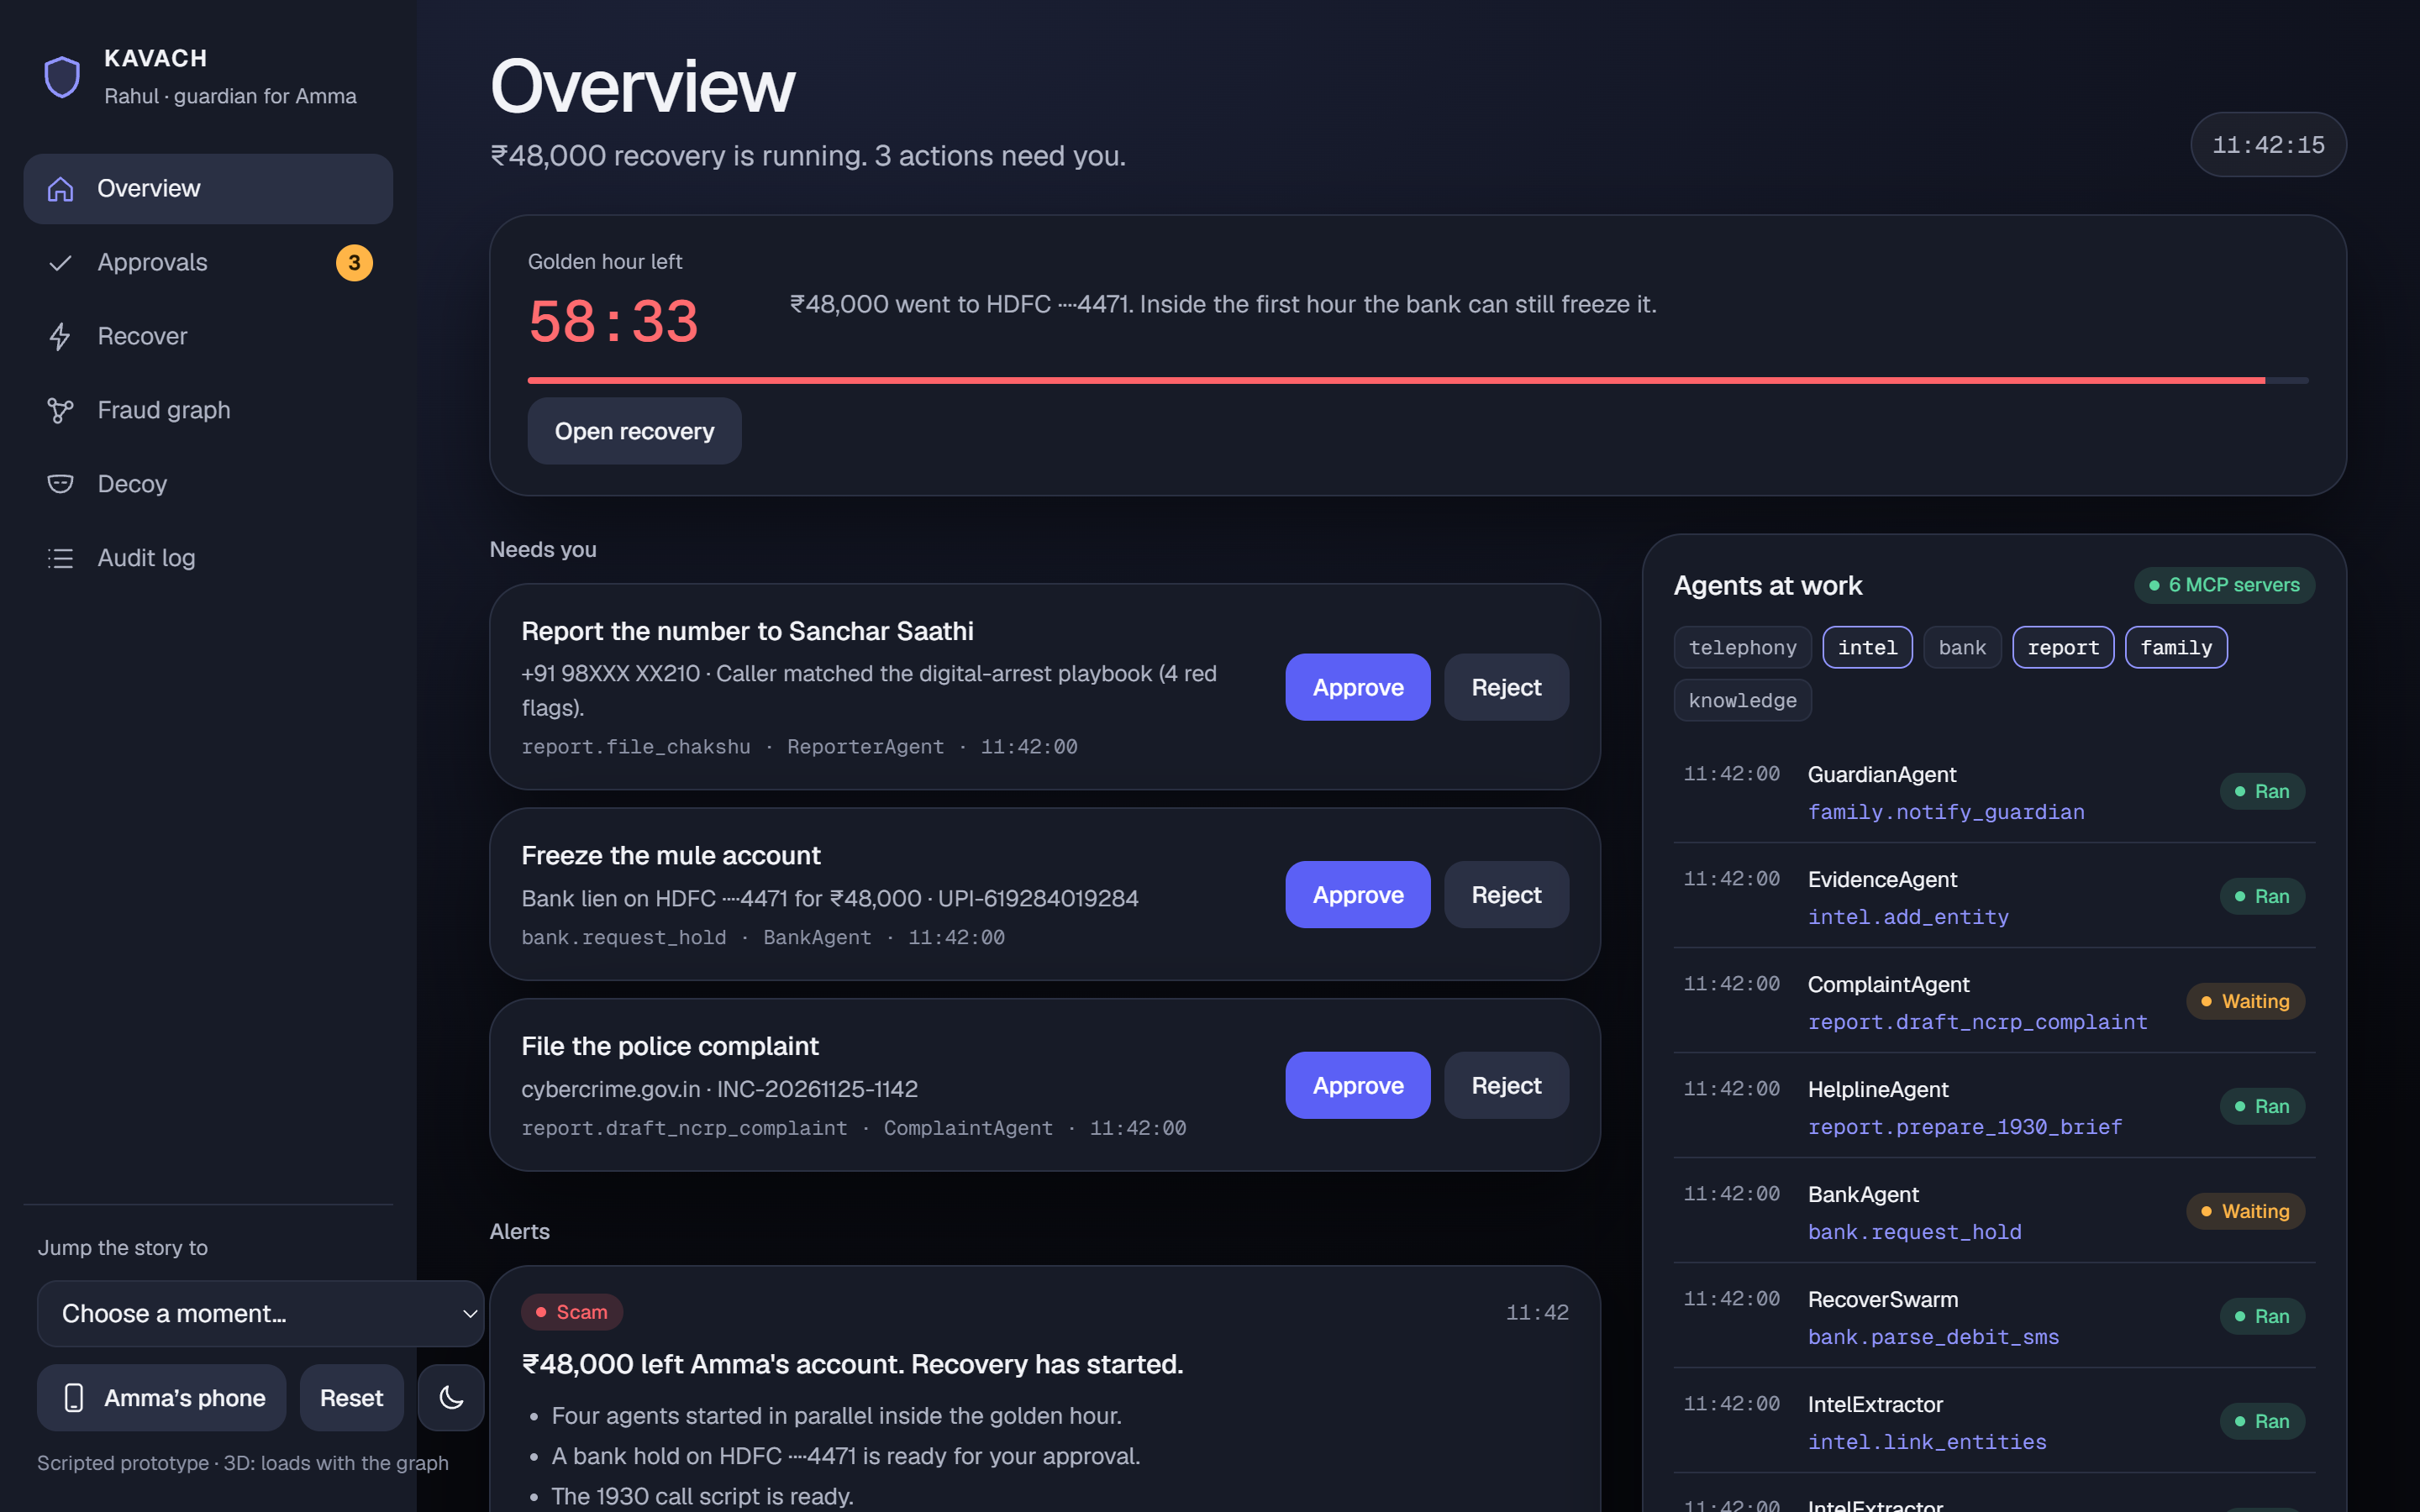 KAVACH
Rahul · guardian for Amma
Overview
Approvals
3
Recover
Fraud graph
Decoy
Audit log
Jump the story to
Choose a moment...
Amma's phone
Reset
Scripted prototype · 3D: loads with the graph
Overview
₹48,000 recovery is running. 3 actions need you.
11:42:15
Golden hour left
58:33
₹48,000 went to HDFC ····4471. Inside the first hour the bank can still freeze it.
Open recovery
Needs you
Report the number to Sanchar Saathi
+91 98XXX XX210 · Caller matched the digital-arrest playbook (4 red
flags).
report.file_chakshu · ReporterAgent · 11:42:00
Approve
Reject
Freeze the mule account
Bank lien on HDFC ····4471 for ₹48,000 · UPI-619284019284
bank.request_hold · BankAgent · 11:42:00
Approve
Reject
File the police complaint
cybercrime.gov.in · INC-20261125-1142
report.draft_ncrp_complaint · ComplaintAgent · 11:42:00
Approve
Reject
Alerts
Scam
11:42
₹48,000 left Amma's account. Recovery has started.
• Four agents started in parallel inside the golden hour.
• A bank hold on HDFC ····4471 is ready for your approval.
• The 1930 call script is ready.
Agents at work
6 MCP servers
telephony intel bank report family
knowledge
11:42:00 GuardianAgent
family.notify_guardian
Ran
11:42:00 EvidenceAgent
intel.add_entity
Ran
11:42:00 ComplaintAgent
report.draft_ncrp_complaint
Waiting
11:42:00 HelplineAgent
report.prepare_1930_brief
Ran
11:42:00 BankAgent
bank.request_hold
Waiting
11:42:00 RecoverSwarm
bank.parse_debit_sms
Ran
11:42:00 IntelExtractor
intel.link_entities
Ran
11:42:00 IntelExtractor